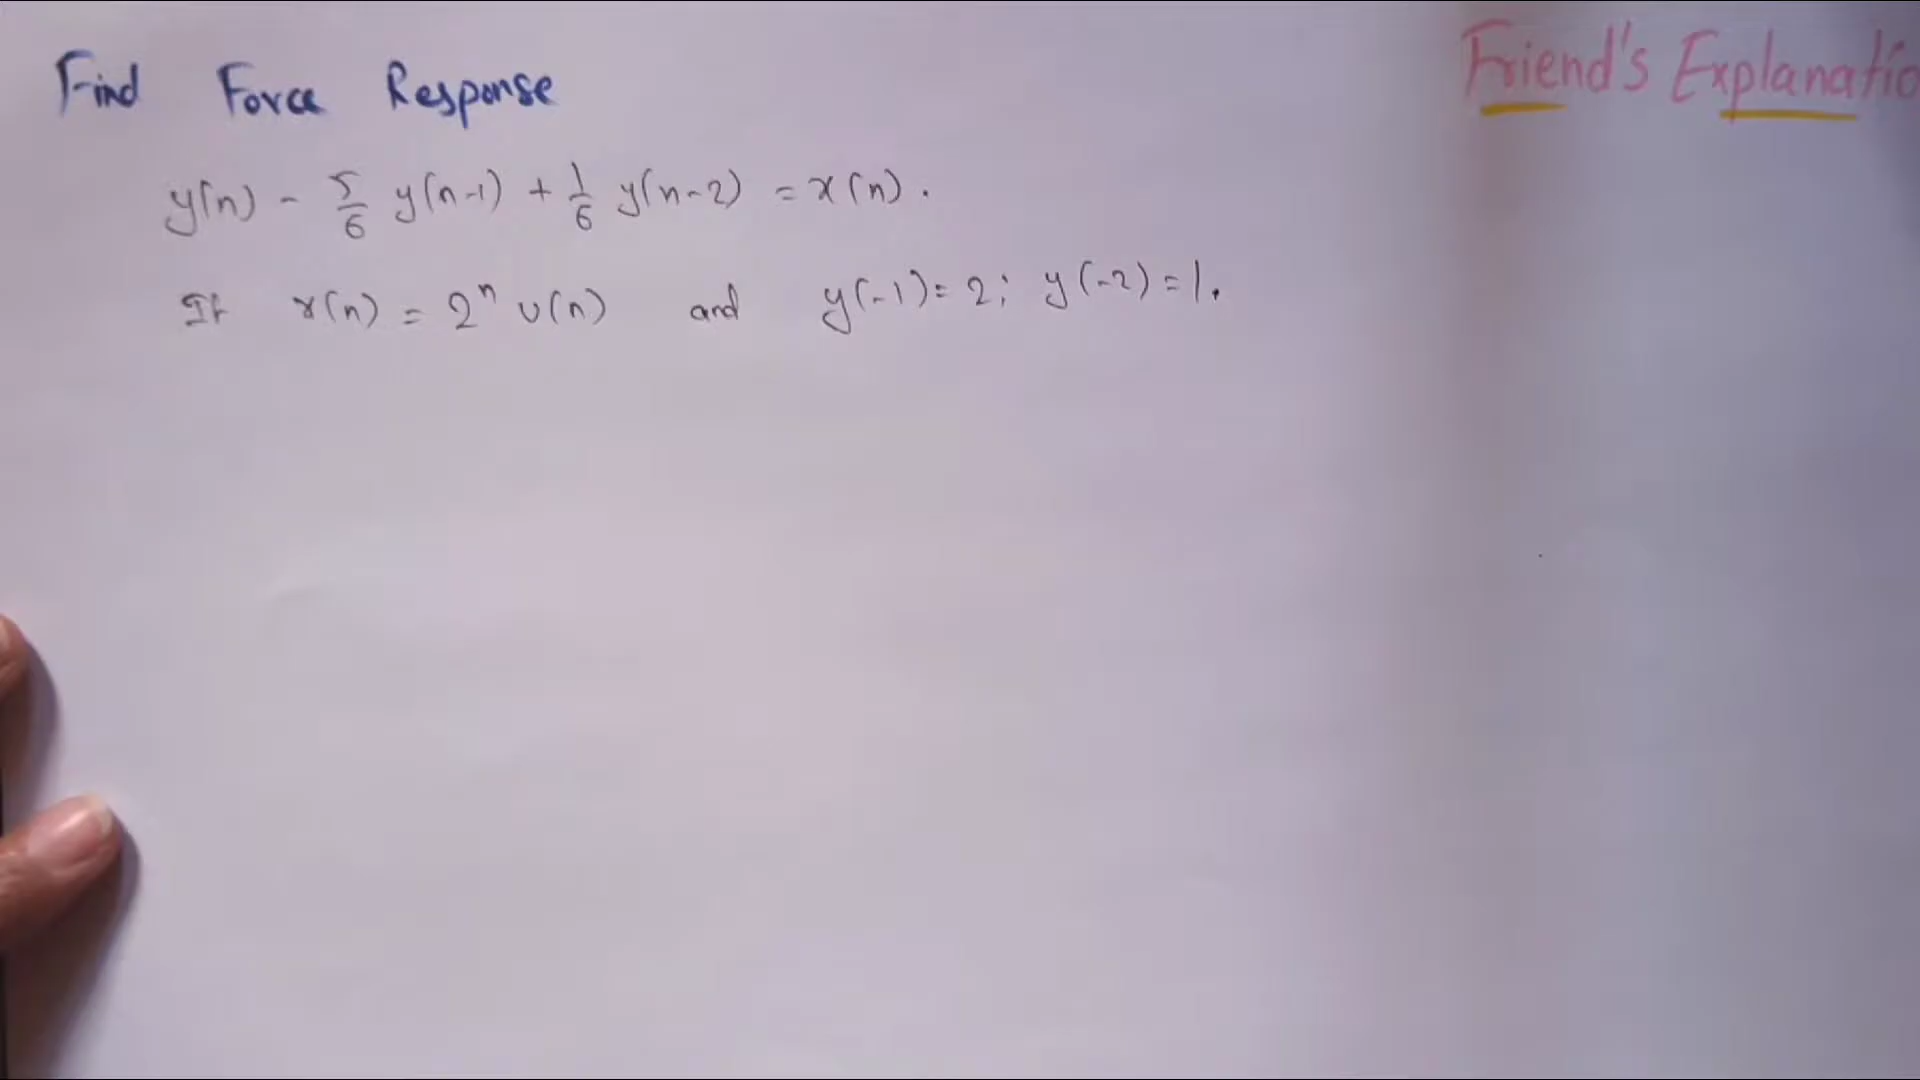 Find Force Response
Friend's Explanatio
y(n) - 5/6 y(n-1) + 1/6 y(n-2) = x(n).
If x(n) = 2ⁿ u(n) and y(-1) = 2; y(-2) = 1.